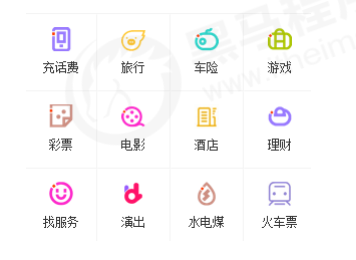 充话费 旅行 车险 游戏
彩票 电影 酒店 理财
找服务 演出 水电煤 火车票